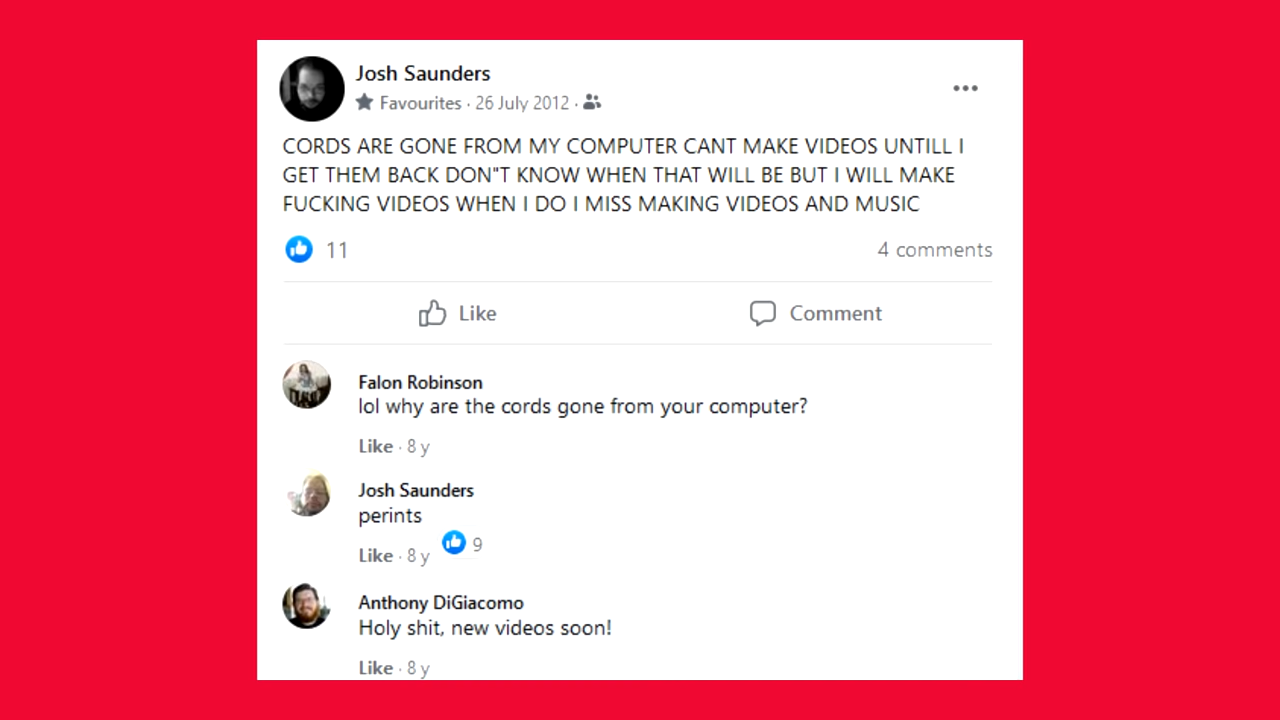 Josh Saunders
Favourites · 26 July 2012 ·
CORDS ARE GONE FROM MY COMPUTER CANT MAKE VIDEOS UNTILL I
GET THEM BACK DON"T KNOW WHEN THAT WILL BE BUT I WILL MAKE
FUCKING VIDEOS WHEN I DO I MISS MAKING VIDEOS AND MUSIC
11 4 comments
Like Comment
Falon Robinson
lol why are the cords gone from your computer?
Like · 8 y
Josh Saunders
perints
Like · 8 y 9
Anthony DiGiacomo
Holy shit, new videos soon!
Like · 8 y